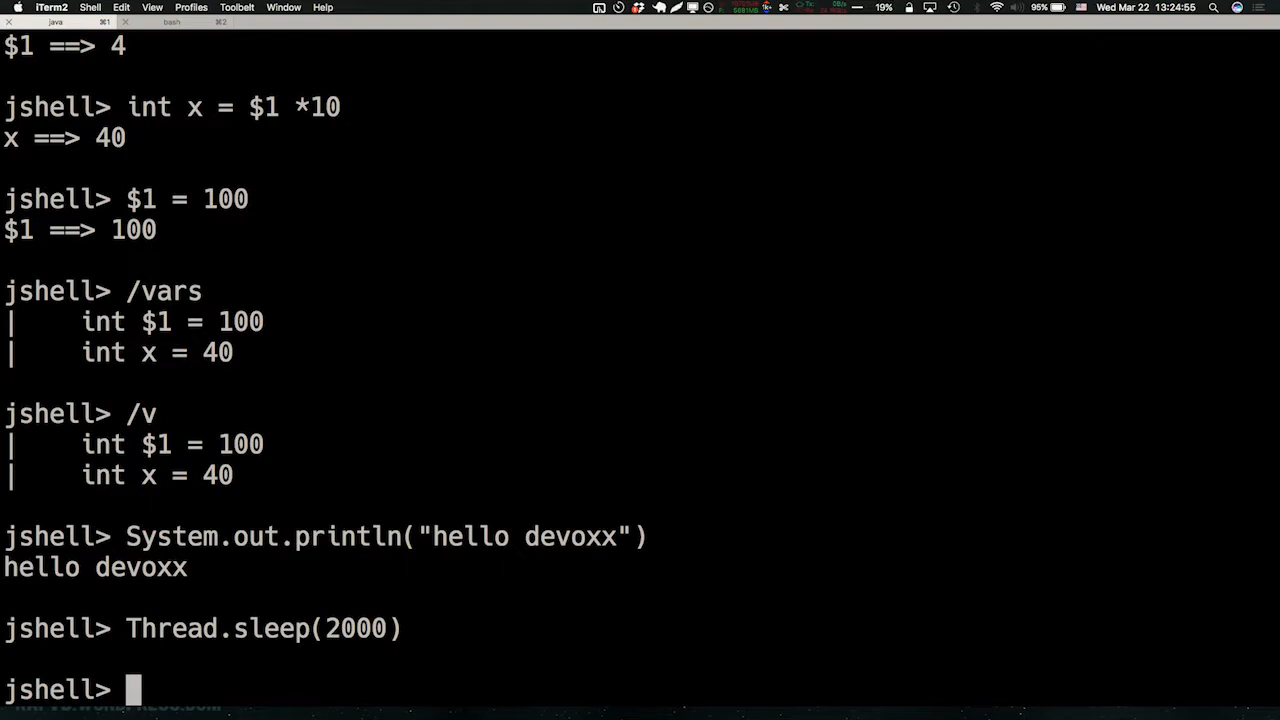 iTerm2 Shell Edit View Profiles Toolbelt Window Help 19% 95% Wed Mar 22 13:24:55
java ⌘1 bash ⌘2
$1 ==> 4
jshell> int x = $1 *10
x ==> 40
jshell> $1 = 100
$1 ==> 100
jshell> /vars
|    int $1 = 100
|    int x = 40
jshell> /v
|    int $1 = 100
|    int x = 40
jshell> System.out.println("hello devoxx")
hello devoxx
jshell> Thread.sleep(2000)
jshell>